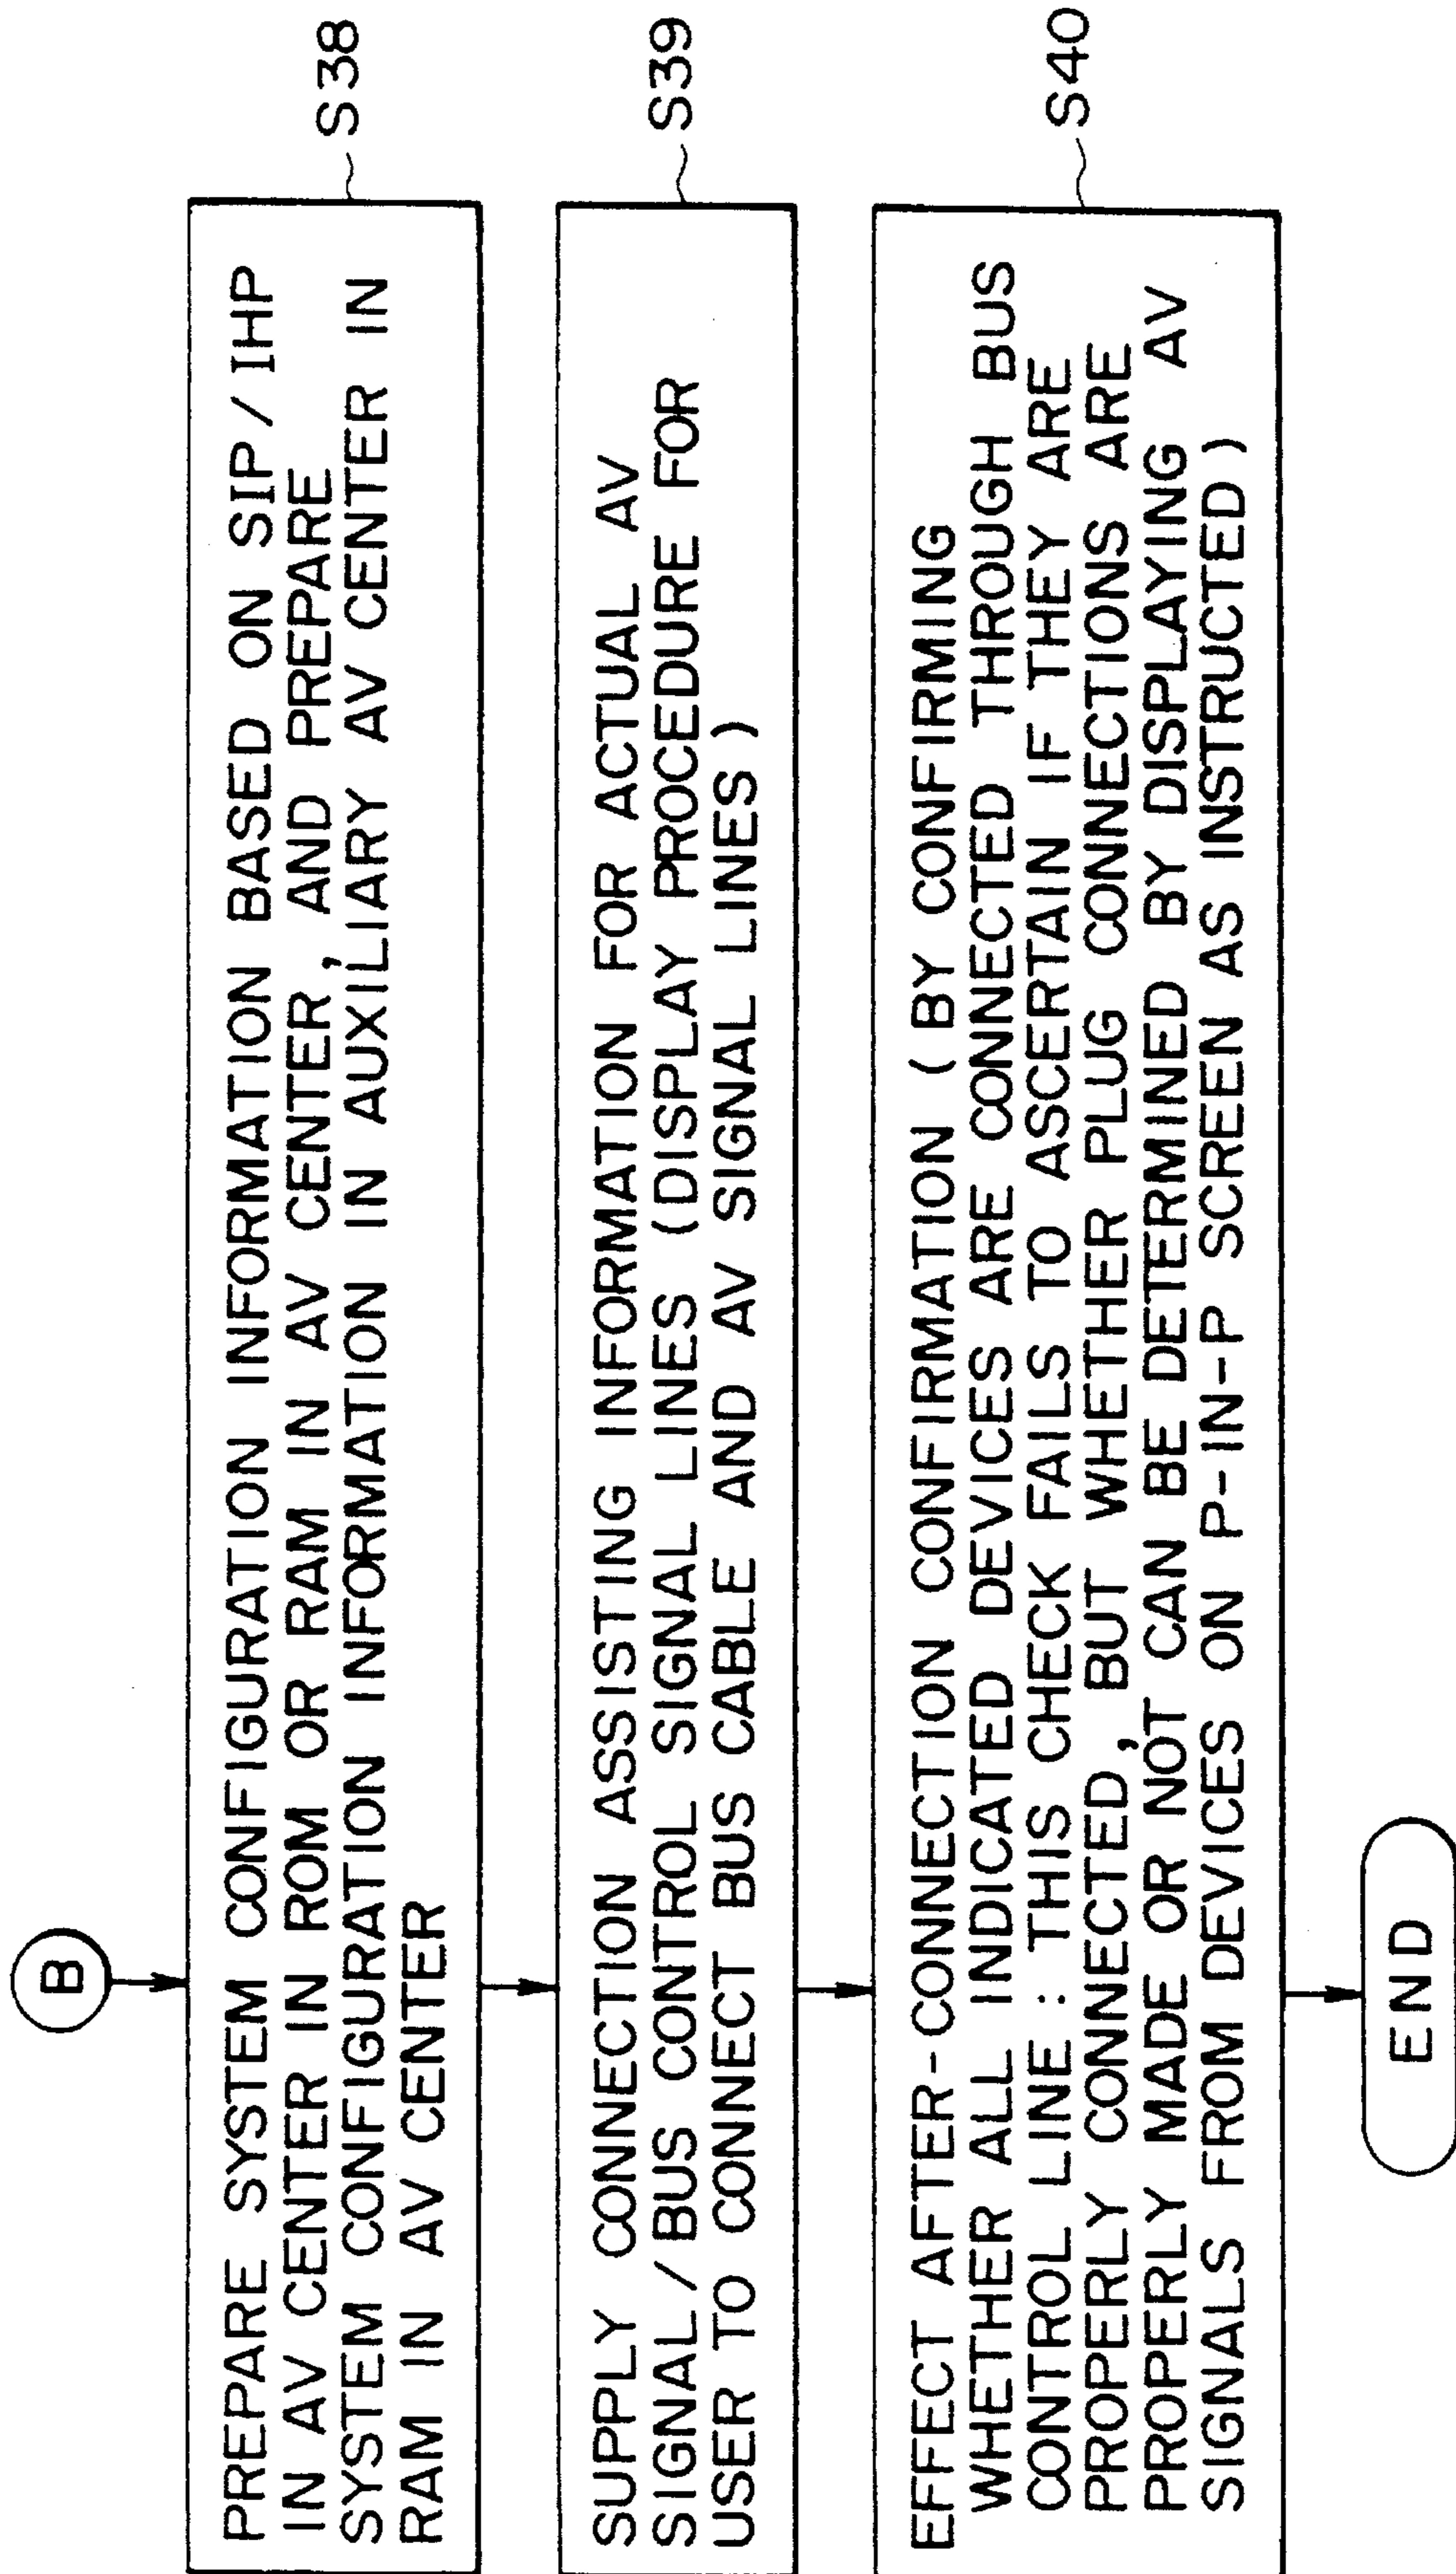 B
PREPARE SYSTEM CONFIGURATION INFORMATION BASED ON SIP/IHP
IN AV CENTER IN ROM OR RAM IN AV CENTER, AND PREPARE
SYSTEM CONFIGURATION INFORMATION IN AUXILIARY AV CENTER IN
RAM IN AV CENTER
S38
SUPPLY CONNECTION ASSISTING INFORMATION FOR ACTUAL AV
SIGNAL/BUS CONTROL SIGNAL LINES (DISPLAY PROCEDURE FOR
USER TO CONNECT BUS CABLE AND AV SIGNAL LINES)
S39
EFFECT AFTER-CONNECTION CONFIRMATION (BY CONFIRMING
WHETHER ALL INDICATED DEVICES ARE CONNECTED THROUGH BUS
CONTROL LINE : THIS CHECK FAILS TO ASCERTAIN IF THEY ARE
PROPERLY CONNECTED, BUT WHETHER PLUG CONNECTIONS ARE
PROPERLY MADE OR NOT CAN BE DETERMINED BY DISPLAYING AV
SIGNALS FROM DEVICES ON P-IN-P SCREEN AS INSTRUCTED)
S40
END